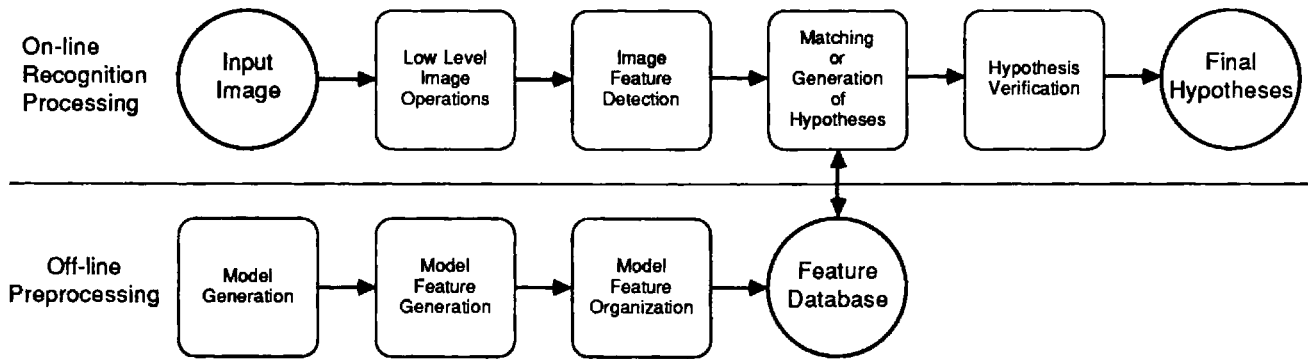 On-line
Recognition
Processing
Input
Image
Low Level
Image
Operations
Image
Feature
Detection
Matching
or
Generation
of
Hypotheses
Hypothesis
Verification
Final
Hypotheses
Off-line
Preprocessing
Model
Generation
Model
Feature
Generation
Model
Feature
Organization
Feature
Database